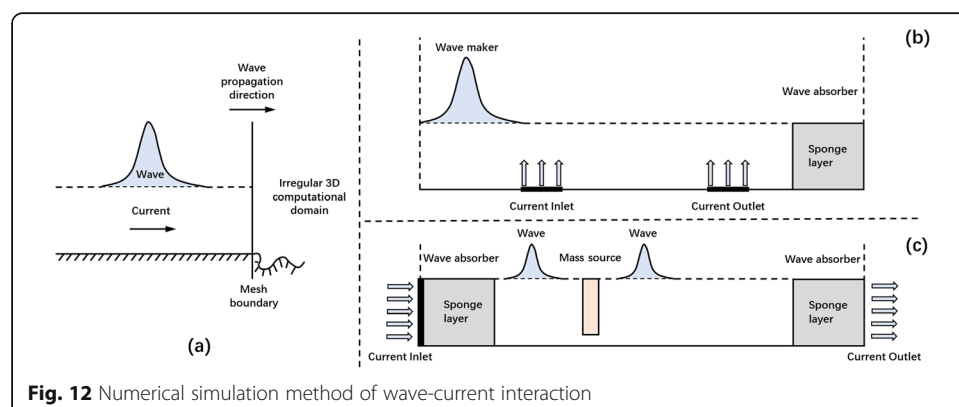 Wave
propagation
direction
Wave
Current
Irregular 3D
computational
domain
Mesh
boundary
(a)
(b)
Wave maker
Wave absorber
Sponge
layer
Current Inlet
Current Outlet
(c)
Wave absorber
Wave
Mass source
Wave
Wave absorber
Sponge
layer
Sponge
layer
Current Inlet
Current Outlet
Fig. 12 Numerical simulation method of wave-current interaction